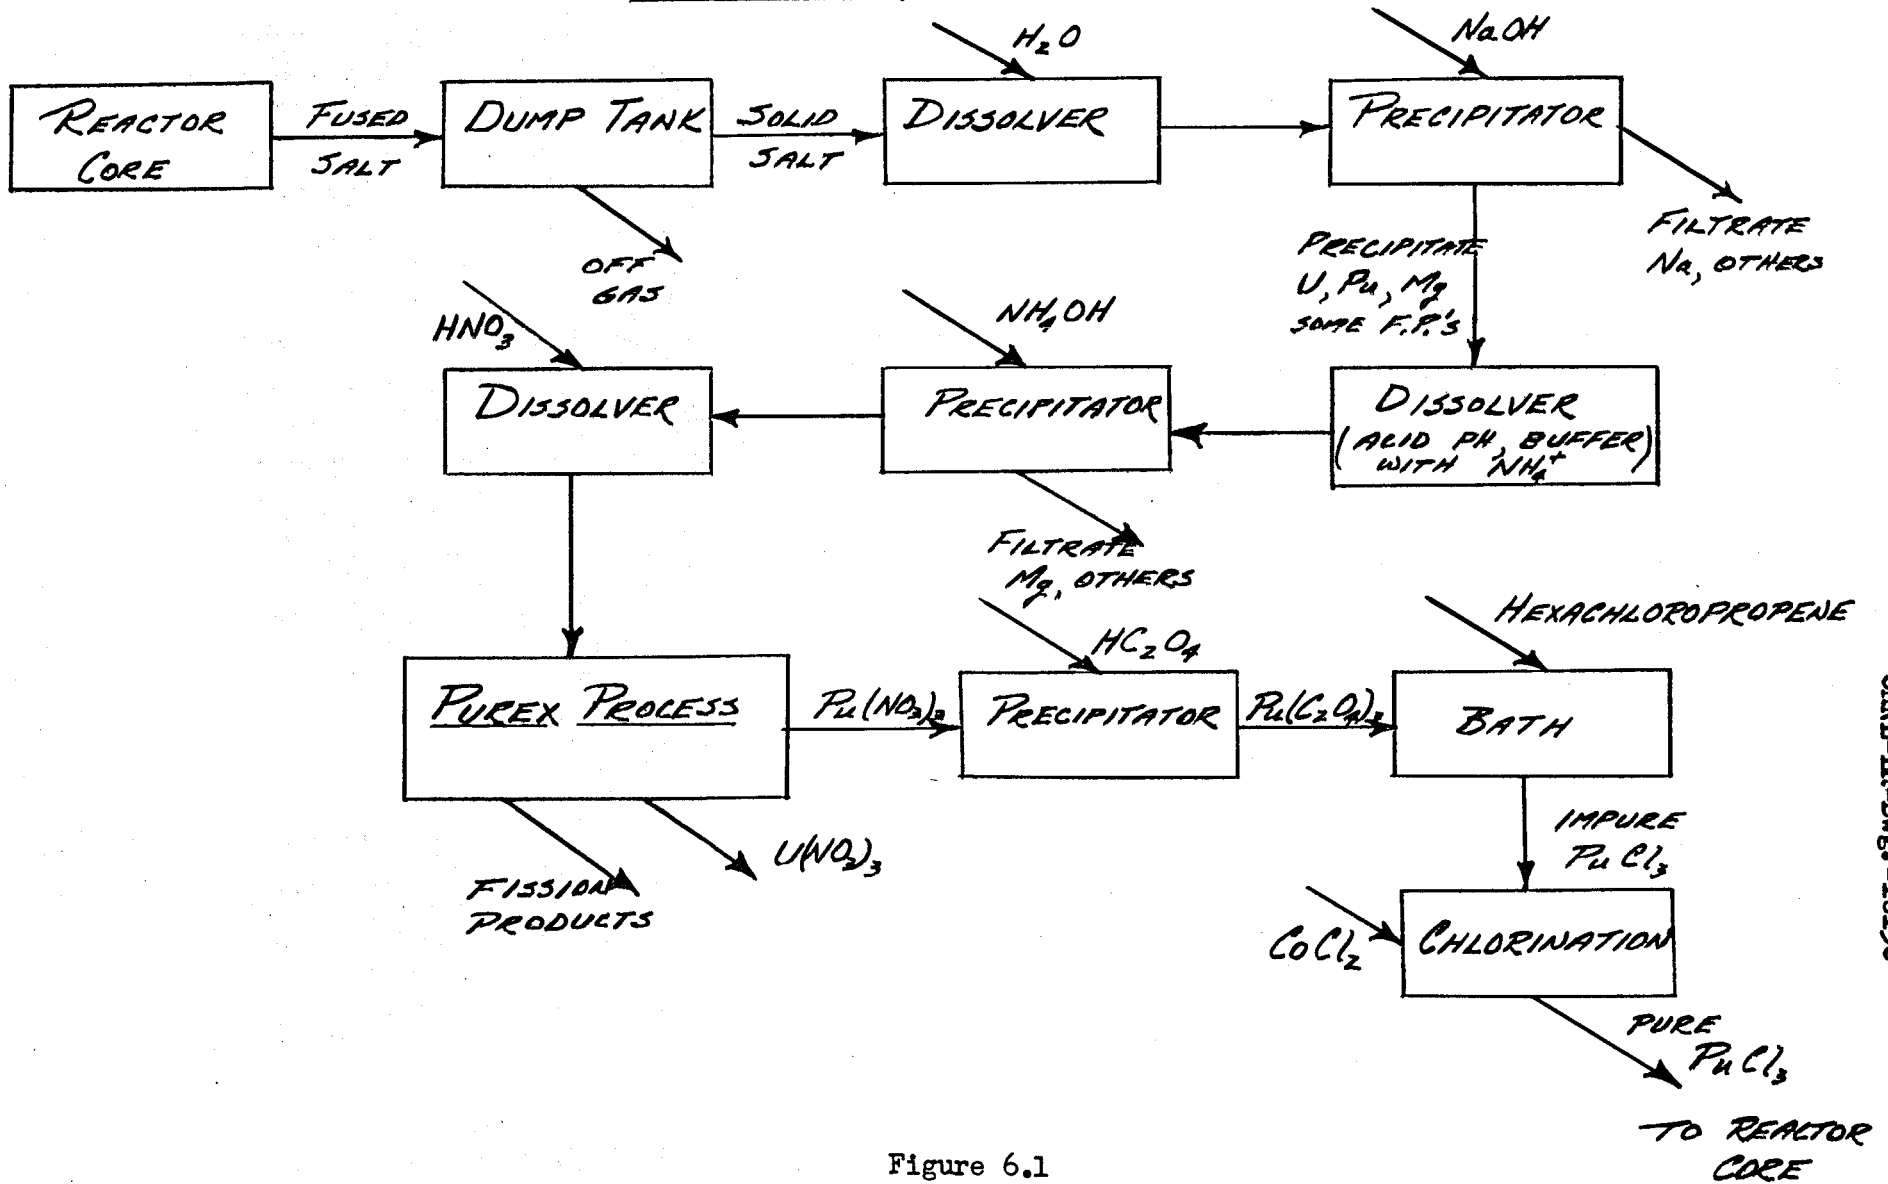 H₂O
NaOH
REACTOR
CORE
FUSED
SALT
DUMP TANK
SOLID
SALT
DISSOLVER
PRECIPITATOR
FILTRATE
Na, OTHERS
OFF
GAS
PRECIPITATE
U, Pu, Mg
SOME F.P.'s
HNO₃
NH₄OH
DISSOLVER
PRECIPITATOR
DISSOLVER
(ACID PH, BUFFER)
WITH NH₄⁺
FILTRATE
Mg, OTHERS
HEXACHLOROPROPENE
HC₂O₄
PUREX PROCESS
Pu(NO₃)₃
PRECIPITATOR
Pu(C₂O₄)₃
BATH
IMPURE
PuCl₃
U(NO₃)₃
FISSION
PRODUCTS
CoCl₂
CHLORINATION
PURE
PuCl₃
TO REACTOR
CORE
Figure 6.1